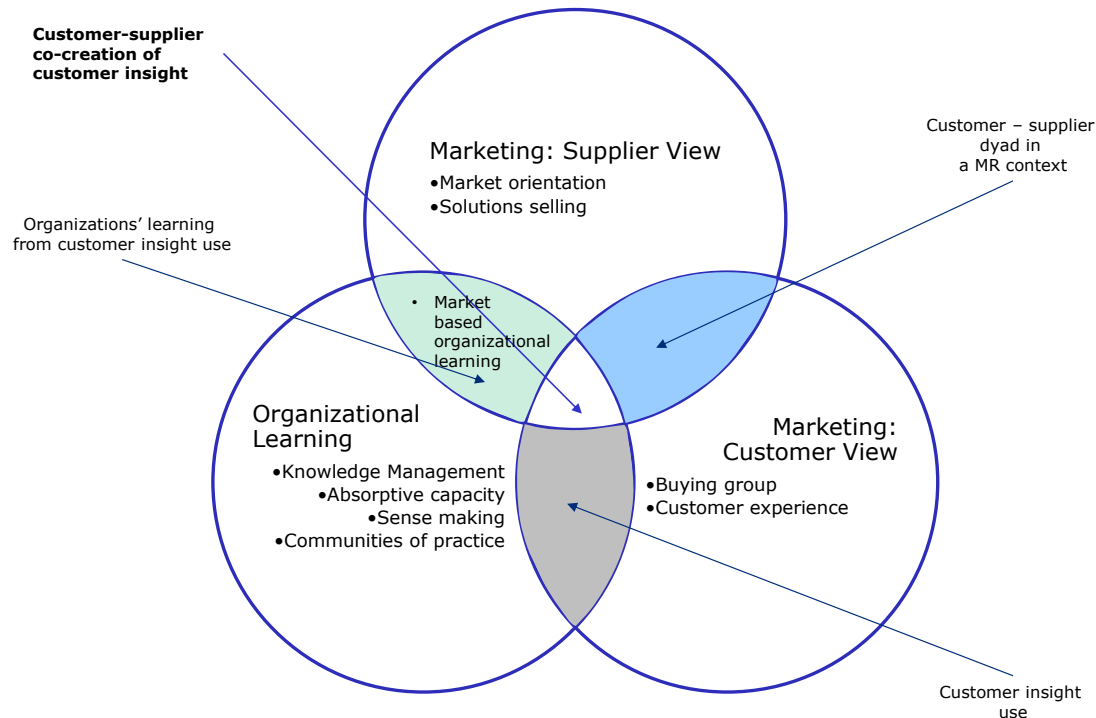 Customer-supplier
co-creation of
customer insight
Customer – supplier
dyad in
a MR context
Marketing: Supplier View
•Market orientation
•Solutions selling
Organizations’ learning
from customer insight use
• Market
based
organizational
learning
Organizational
Learning
•Knowledge Management
•Absorptive capacity
•Sense making
•Communities of practice
Marketing:
Customer View
•Buying group
•Customer experience
Customer insight
use